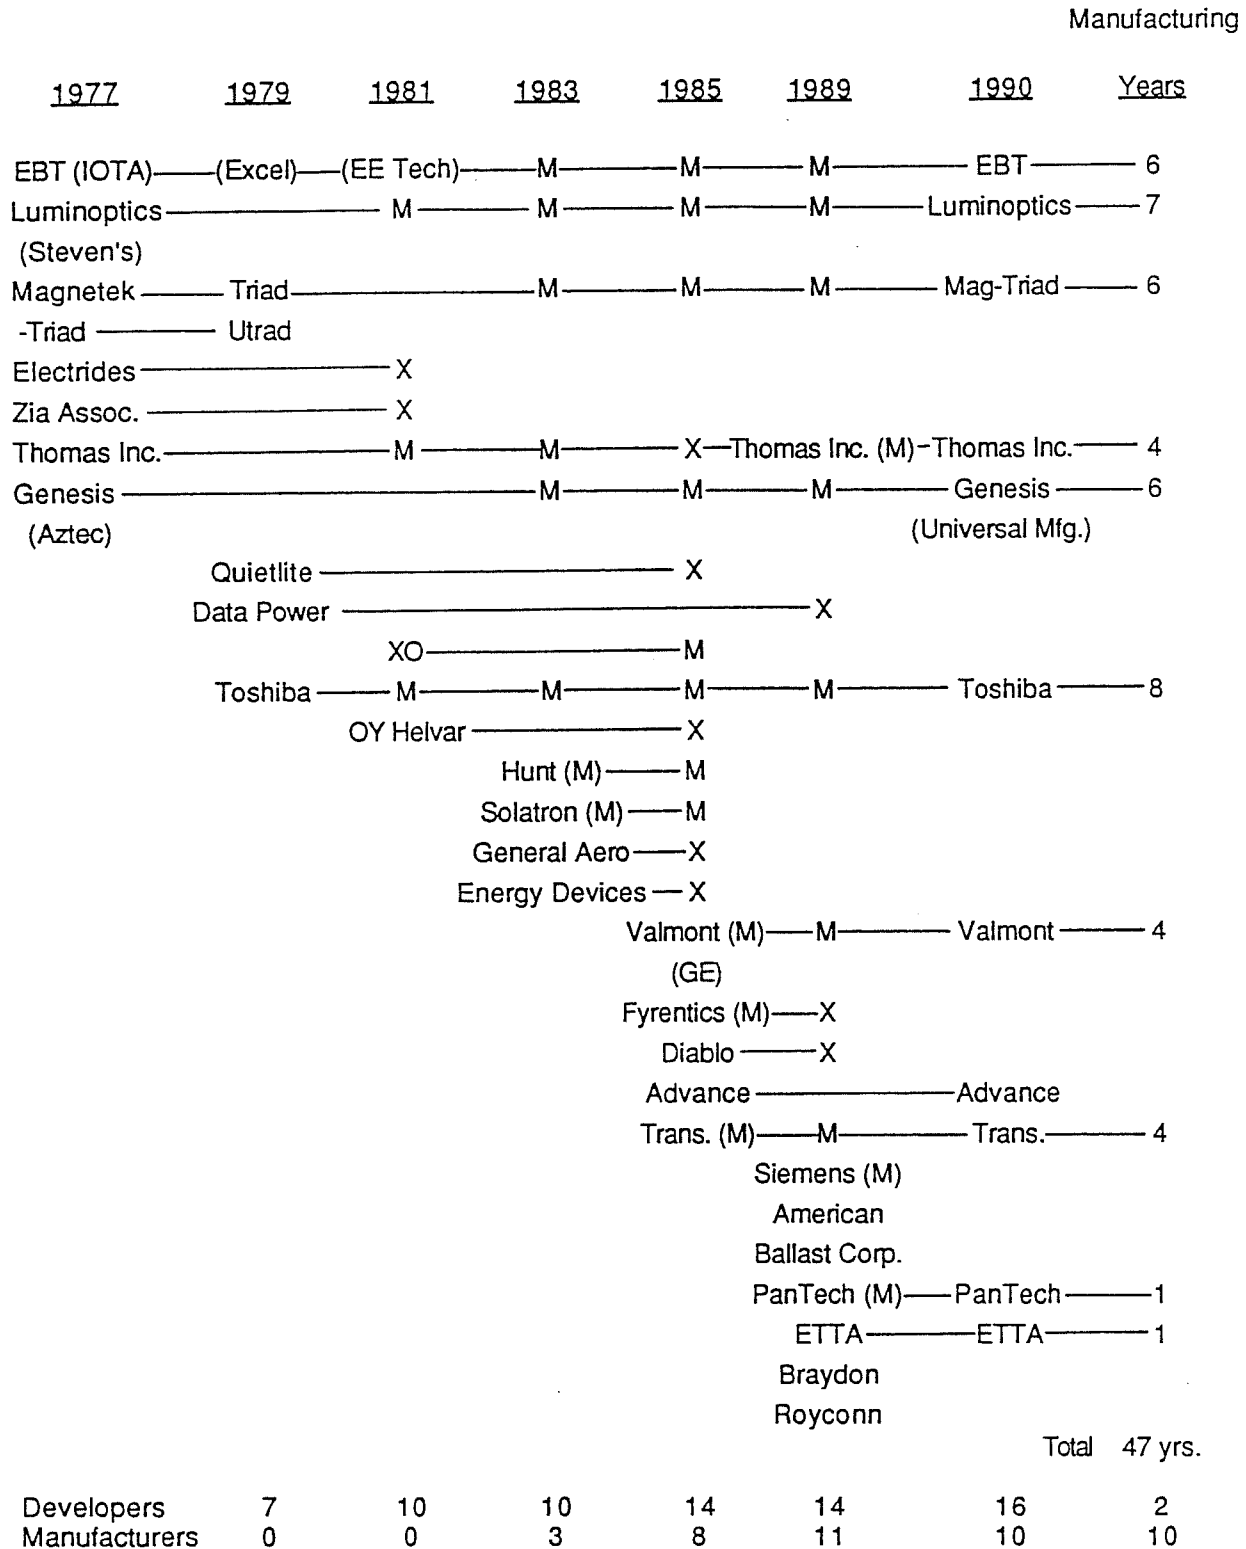 Manufacturing
1977 1979 1981 1983 1985 1989 1990 Years
EBT (IOTA) (Excel) (EE Tech) M M M EBT 6
Luminoptics M M M M Luminoptics 7
(Steven's)
Magnetek Triad M M M Mag-Triad 6
-Triad Utrad
Electrides X
Zia Assoc. X
Thomas Inc. M M X Thomas Inc. (M) Thomas Inc. 4
Genesis M M M Genesis 6
(Aztec) (Universal Mfg.)
Quietlite X
Data Power X
XO M
Toshiba M M M M Toshiba 8
OY Helvar X
Hunt (M) M
Solatron (M) M
General Aero X
Energy Devices X
Valmont (M) M Valmont 4
(GE)
Fyrentics (M) X
Diablo X
Advance Advance
Trans. (M) M Trans. 4
Siemens (M)
American
Ballast Corp.
PanTech (M) PanTech 1
ETTA ETTA 1
Braydon
Royconn
Total 47 yrs.
Developers 7 10 10 14 14 16 2
Manufacturers 0 0 3 8 11 10 10